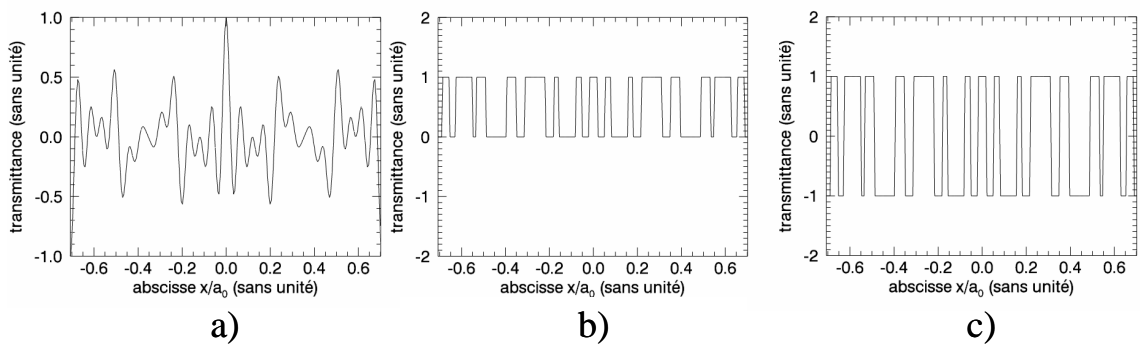 transmittance (sans unité)
1.0
0.5
0.0
-0.5
-1.0
-0.6 -0.4 -0.2 0.0 0.2 0.4 0.6
abscisse x/a0 (sans unité)
a)
transmittance (sans unité)
2
1
0
-1
-2
-0.6 -0.4 -0.2 0.0 0.2 0.4 0.6
abscisse x/a0 (sans unité)
b)
transmittance (sans unité)
2
1
0
-1
-2
-0.6 -0.4 -0.2 0.0 0.2 0.4 0.6
abscisse x/a0 (sans unité)
c)